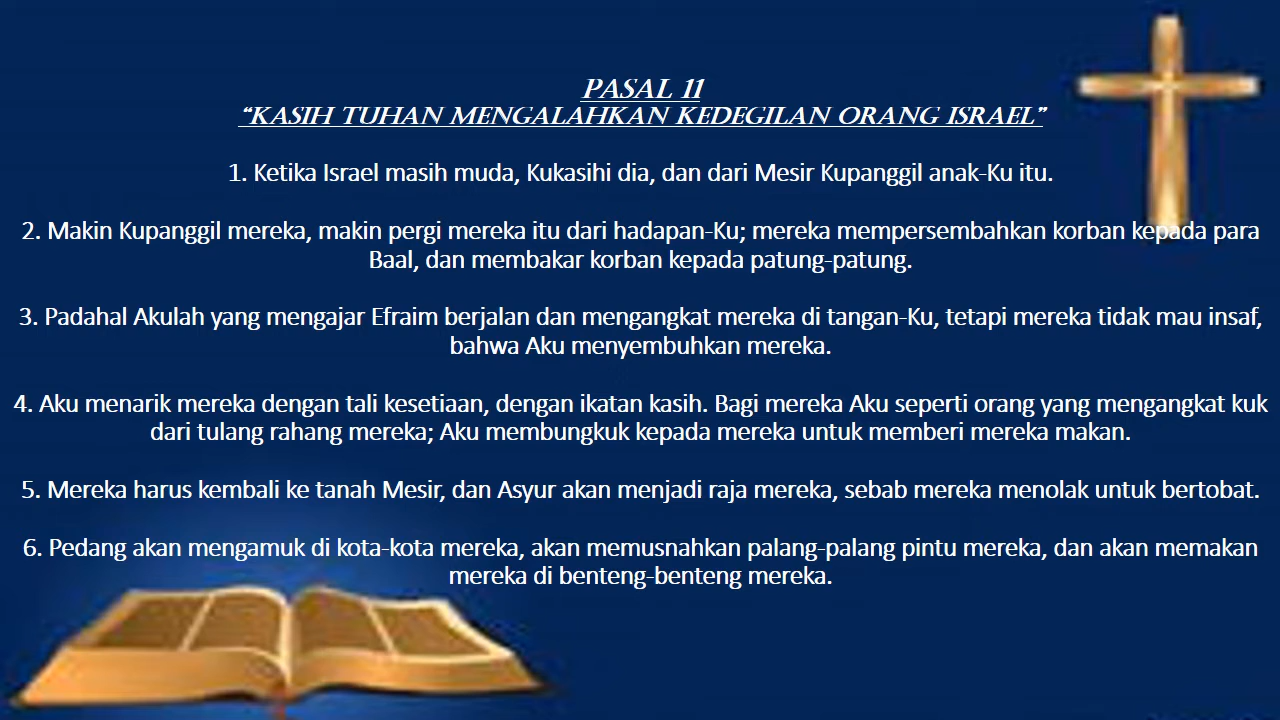 PASAL 11
“KASIH TUHAN MENGALAHKAN KEDEGILAN ORANG ISRAEL”
1. Ketika Israel masih muda, Kukasihi dia, dan dari Mesir Kupanggil anak-Ku itu.
2. Makin Kupanggil mereka, makin pergi mereka itu dari hadapan-Ku; mereka mempersembahkan korban kepada para
Baal, dan membakar korban kepada patung-patung.
3. Padahal Akulah yang mengajar Efraim berjalan dan mengangkat mereka di tangan-Ku, tetapi mereka tidak mau insaf,
bahwa Aku menyembuhkan mereka.
4. Aku menarik mereka dengan tali kesetiaan, dengan ikatan kasih. Bagi mereka Aku seperti orang yang mengangkat kuk
dari tulang rahang mereka; Aku membungkuk kepada mereka untuk memberi mereka makan.
5. Mereka harus kembali ke tanah Mesir, dan Asyur akan menjadi raja mereka, sebab mereka menolak untuk bertobat.
6. Pedang akan mengamuk di kota-kota mereka, akan memusnahkan palang-palang pintu mereka, dan akan memakan
mereka di benteng-benteng mereka.